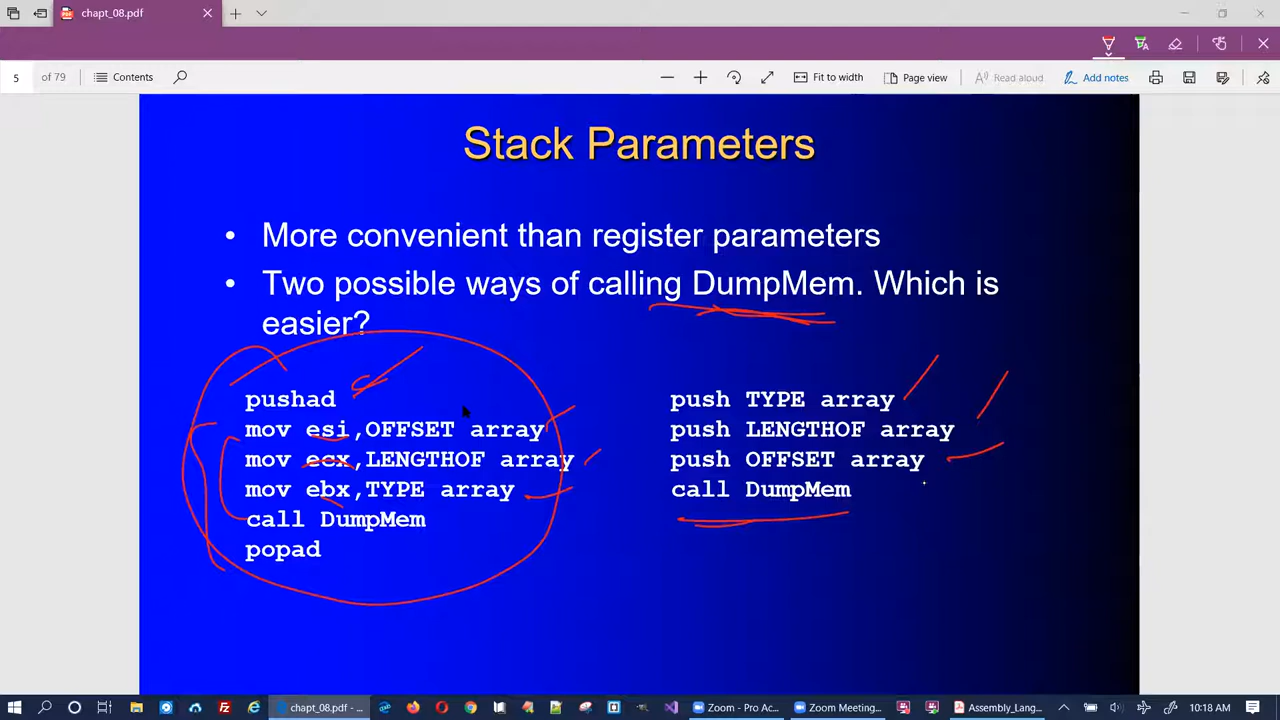 chapt_08.pdf
5 of 79 Contents Fit to width Page view Read aloud Add notes
Stack Parameters
• More convenient than register parameters
• Two possible ways of calling DumpMem. Which is
easier?
pushad
mov esi,OFFSET array
mov ecx,LENGTHOF array
mov ebx,TYPE array
call DumpMem
popad
push TYPE array
push LENGTHOF array
push OFFSET array
call DumpMem
chapt_08.pdf - ... Zoom - Pro Acc... Zoom Meeting... Assembly_Lang... 10:18 AM